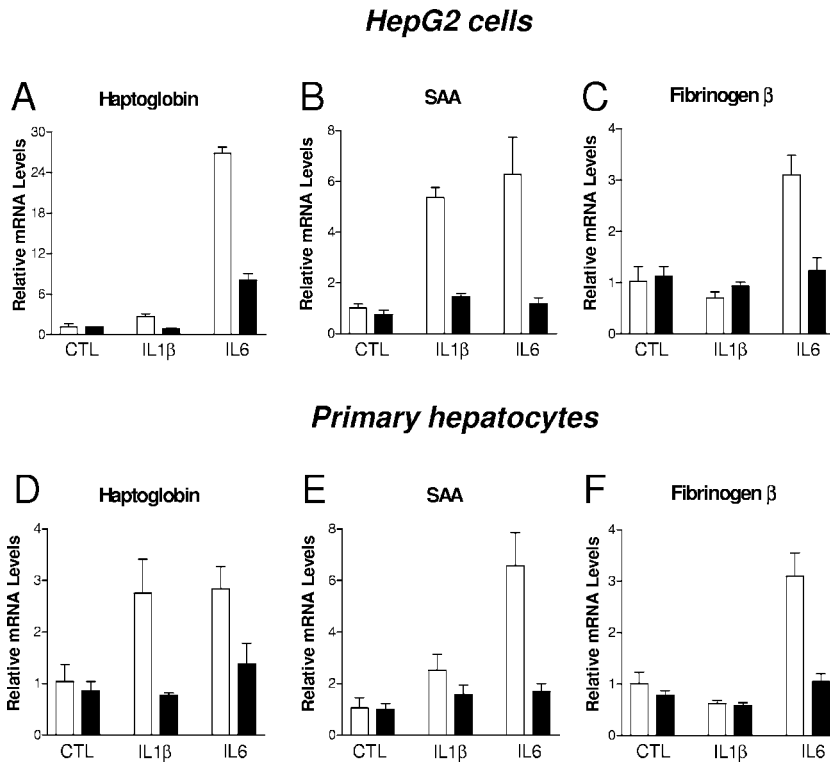 HepG2 cells
A
Haptoglobin
Relative mRNA Levels
30
24
18
12
6
0
CTL IL1β IL6
B
SAA
Relative mRNA Levels
8
6
4
2
0
CTL IL1β IL6
C
Fibrinogen β
Relative mRNA Levels
4
3
2
1
0
CTL IL1β IL6
Primary hepatocytes
D
Haptoglobin
Relative mRNA Levels
4
3
2
1
0
CTL IL1β IL6
E
SAA
Relative mRNA Levels
8
6
4
2
0
CTL IL1β IL6
F
Fibrinogen β
Relative mRNA Levels
4
3
2
1
0
CTL IL1β IL6